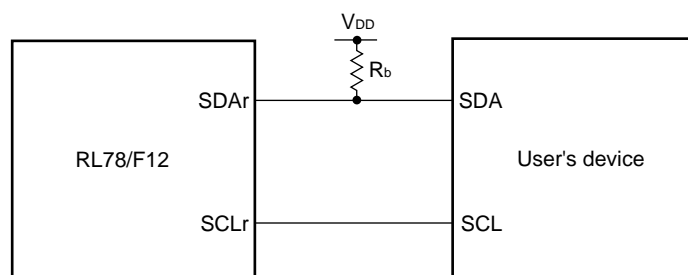 VDD
Rb
SDAr
SDA
RL78/F12
User's device
SCLr
SCL